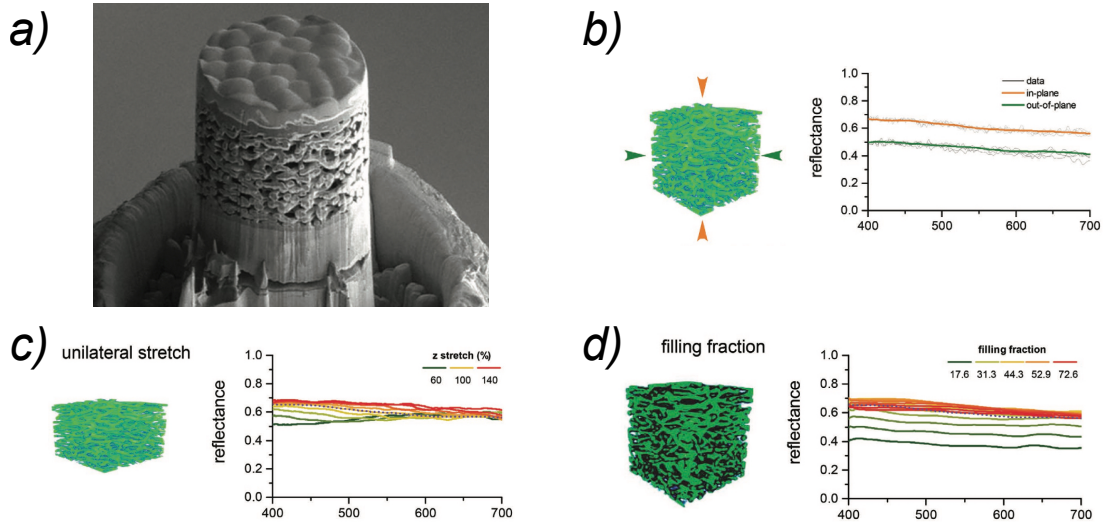 a)
b)
data
in-plane
out-of-plane
reflectance
1.0
0.8
0.6
0.4
0.2
0.0
400 500 600 700
c) unilateral stretch
z stretch (%)
60 100 140
reflectance
1.0
0.8
0.6
0.4
0.2
0.0
400 500 600 700
d) filling fraction
filling fraction
17.6 31.3 44.3 52.9 72.6
reflectance
1.0
0.8
0.6
0.4
0.2
0.0
400 500 600 700